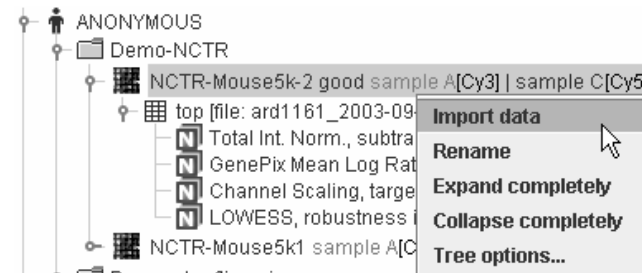 ANONYMOUS
Demo-NCTR
NCTR-Mouse5k-2 good sample A[Cy3] | sample C[Cy5
top [file: ard1161_2003-09-
Import data
Total Int. Norm., subtra
Rename
GenePix Mean Log Rat
Channel Scaling, targe
Expand completely
LOWESS, robustness i
Collapse completely
NCTR-Mouse5k1 sample A[C
Tree options...